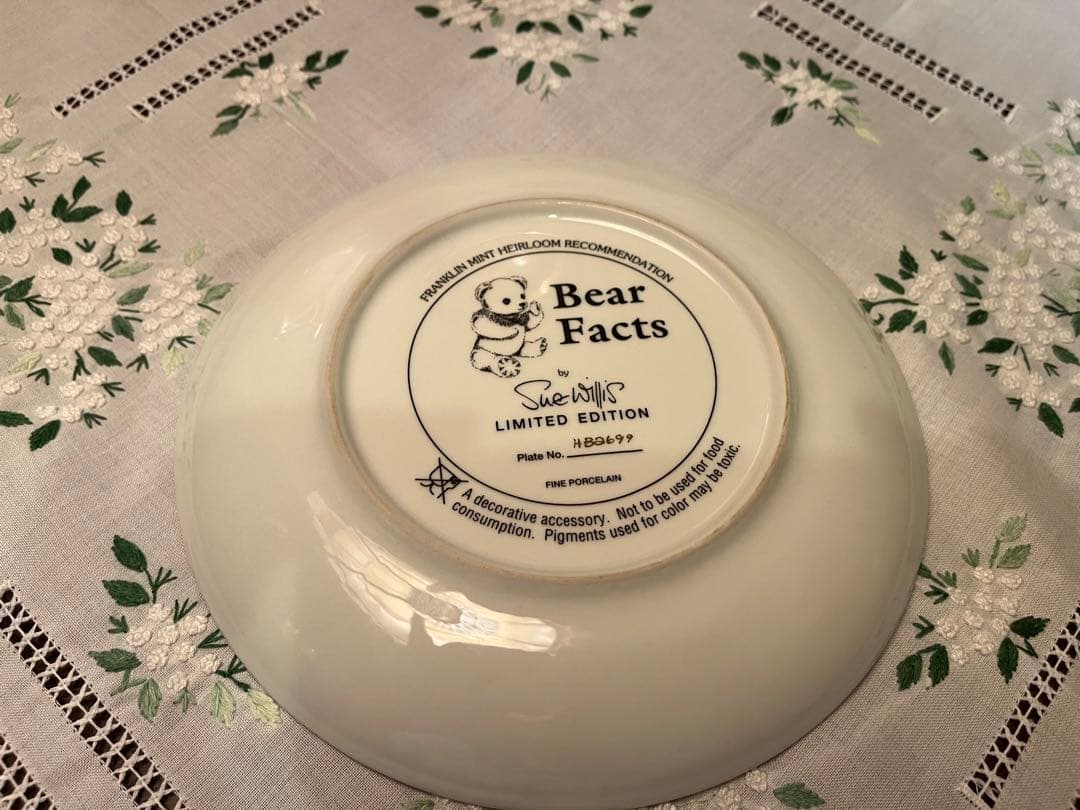 FRANKLIN MINT HEIRLOOM RECOMMENDATION
Bear
Facts
by
Sue Willis
LIMITED EDITION
Plate No. HB2699
FINE PORCELAIN
A decorative accessory. Not to be used for food
consumption. Pigments used for color may be toxic.